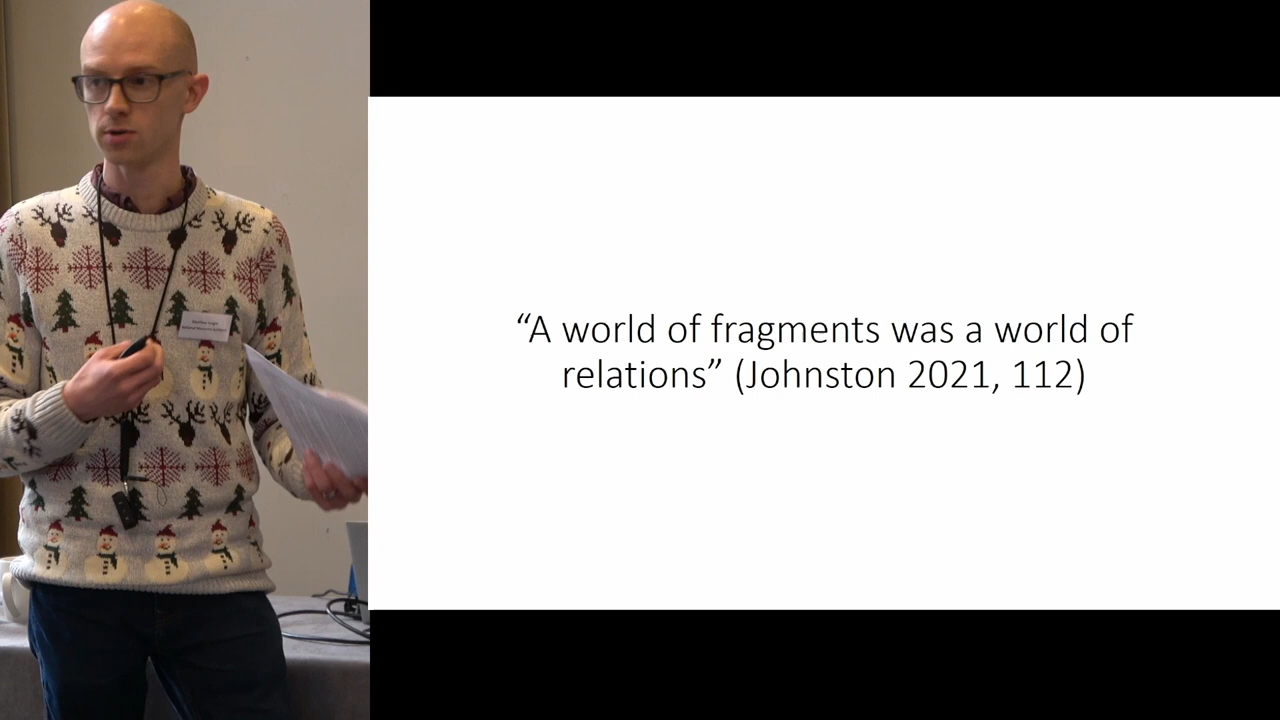 “A world of fragments was a world of
relations” (Johnston 2021, 112)